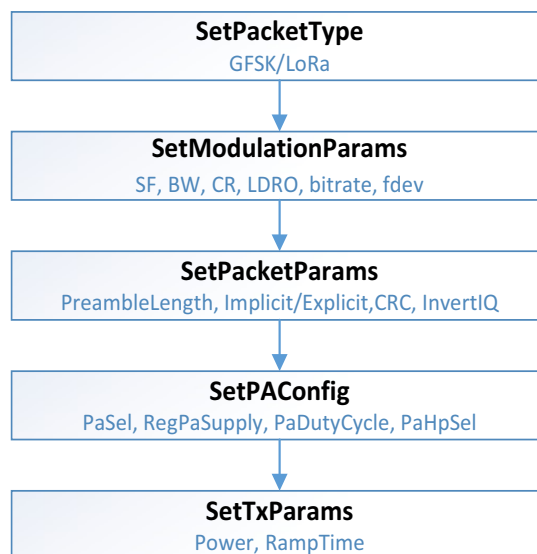 SetPacketType
GFSK/LoRa
SetModulationParams
SF, BW, CR, LDRO, bitrate, fdev
SetPacketParams
PreambleLength, Implicit/Explicit,CRC, InvertIQ
SetPAConfig
PaSel, RegPaSupply, PaDutyCycle, PaHpSel
SetTxParams
Power, RampTime